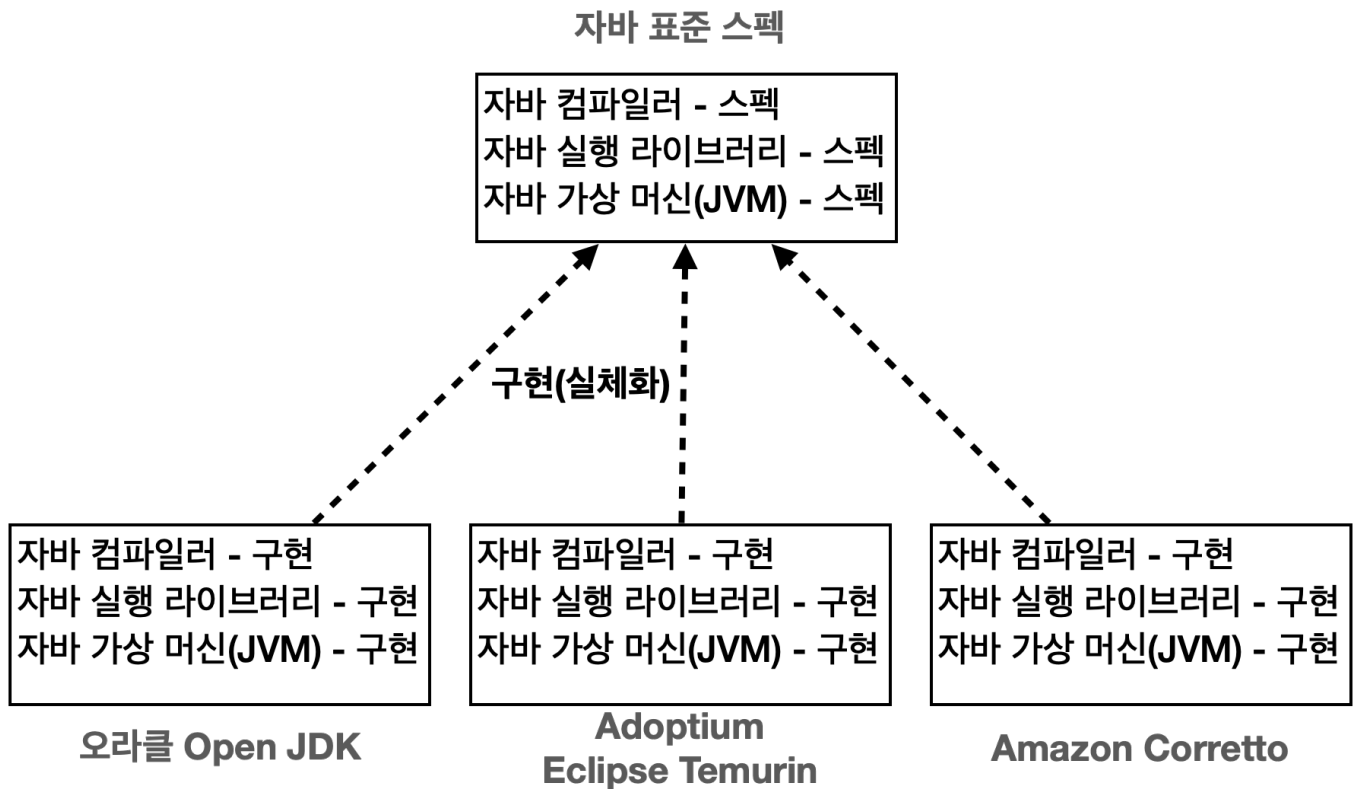 자바 표준 스펙
자바 컴파일러 - 스펙
자바 실행 라이브러리 - 스펙
자바 가상 머신(JVM) - 스펙
구현(실체화)
자바 컴파일러 - 구현
자바 실행 라이브러리 - 구현
자바 가상 머신(JVM) - 구현
오라클 Open JDK
자바 컴파일러 - 구현
자바 실행 라이브러리 - 구현
자바 가상 머신(JVM) - 구현
Adoptium
Eclipse Temurin
자바 컴파일러 - 구현
자바 실행 라이브러리 - 구현
자바 가상 머신(JVM) - 구현
Amazon Corretto